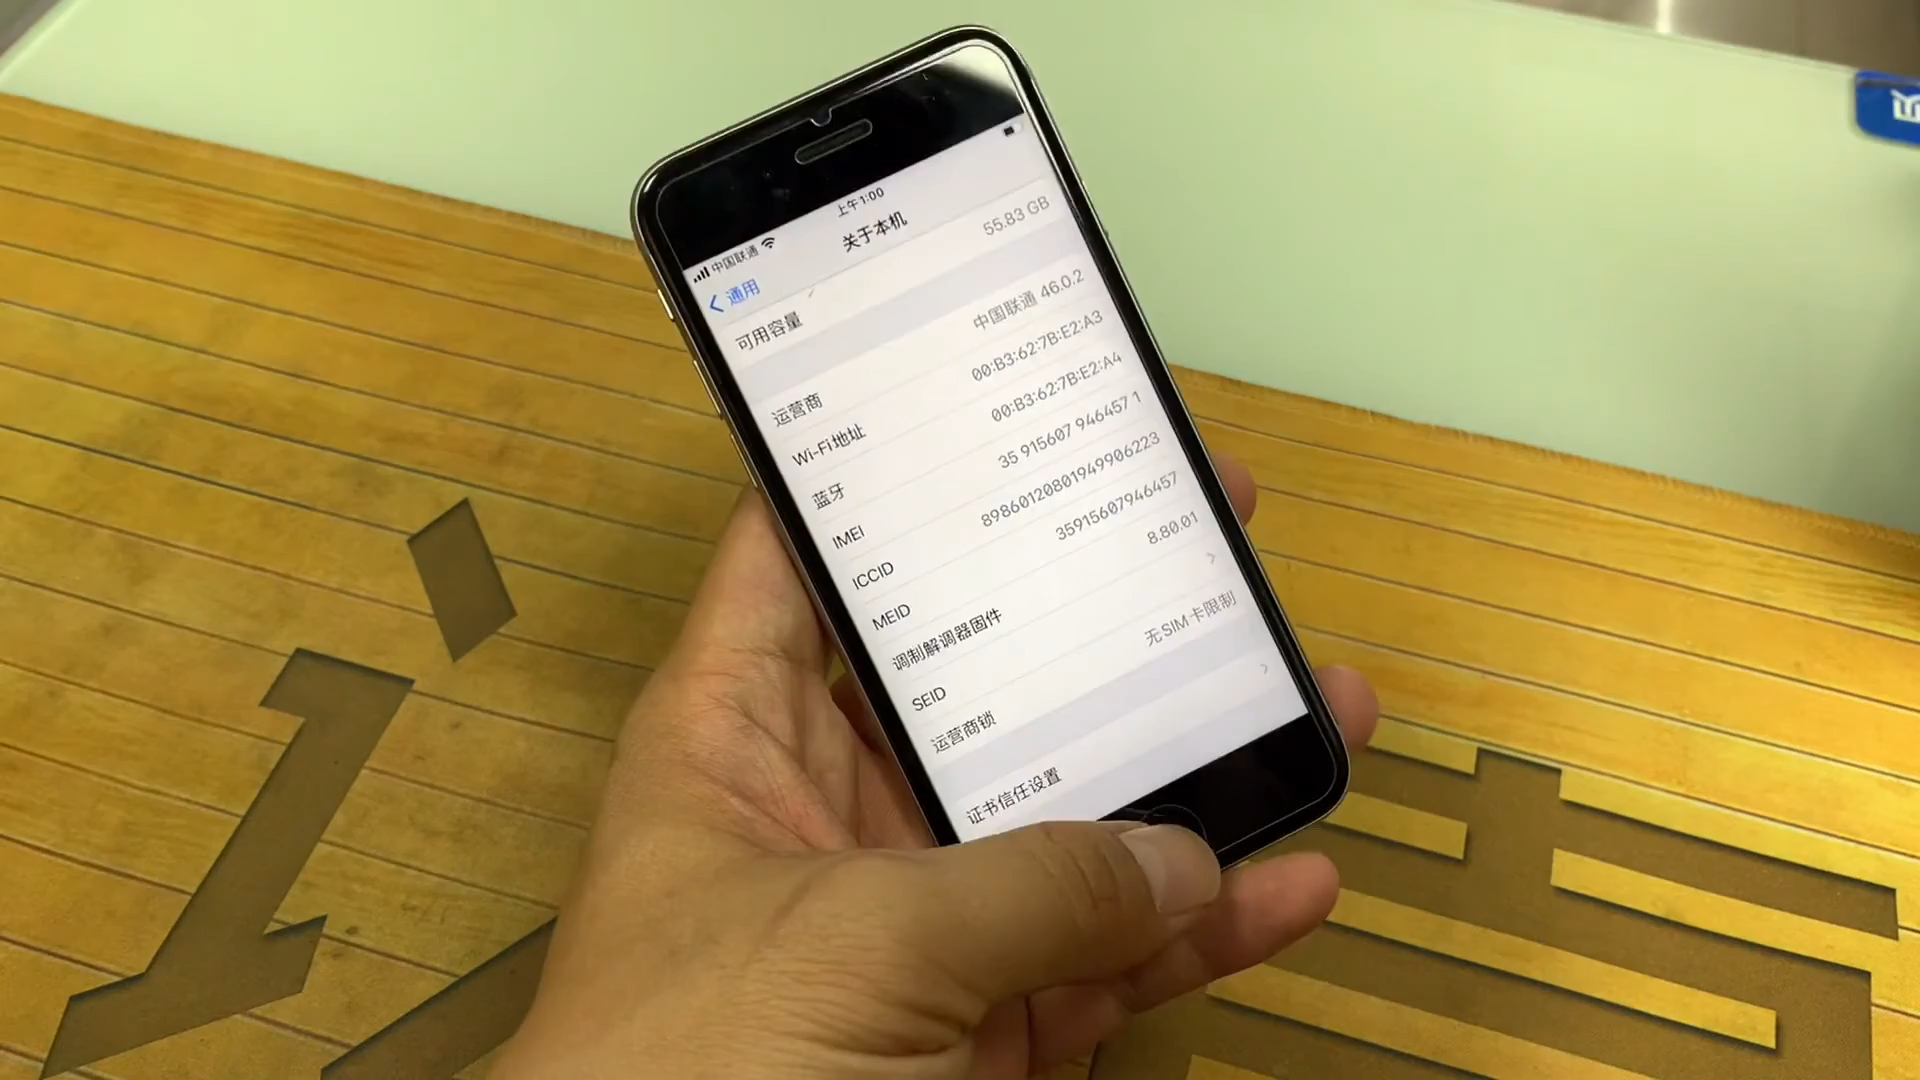 中国联通
上午1:00
通用
关于本机
可用容量 55.83 GB
运营商 中国联通 46.0.2
Wi-Fi地址 00:B3:62:7B:E2:A3
蓝牙 00:B3:62:7B:E2:A4
IMEI 35 915607 946457 1
ICCID 89860120801949906223
MEID 35915607946457
调制解调器固件 8.80.01
SEID
运营商锁 无SIM卡限制
证书信任设置